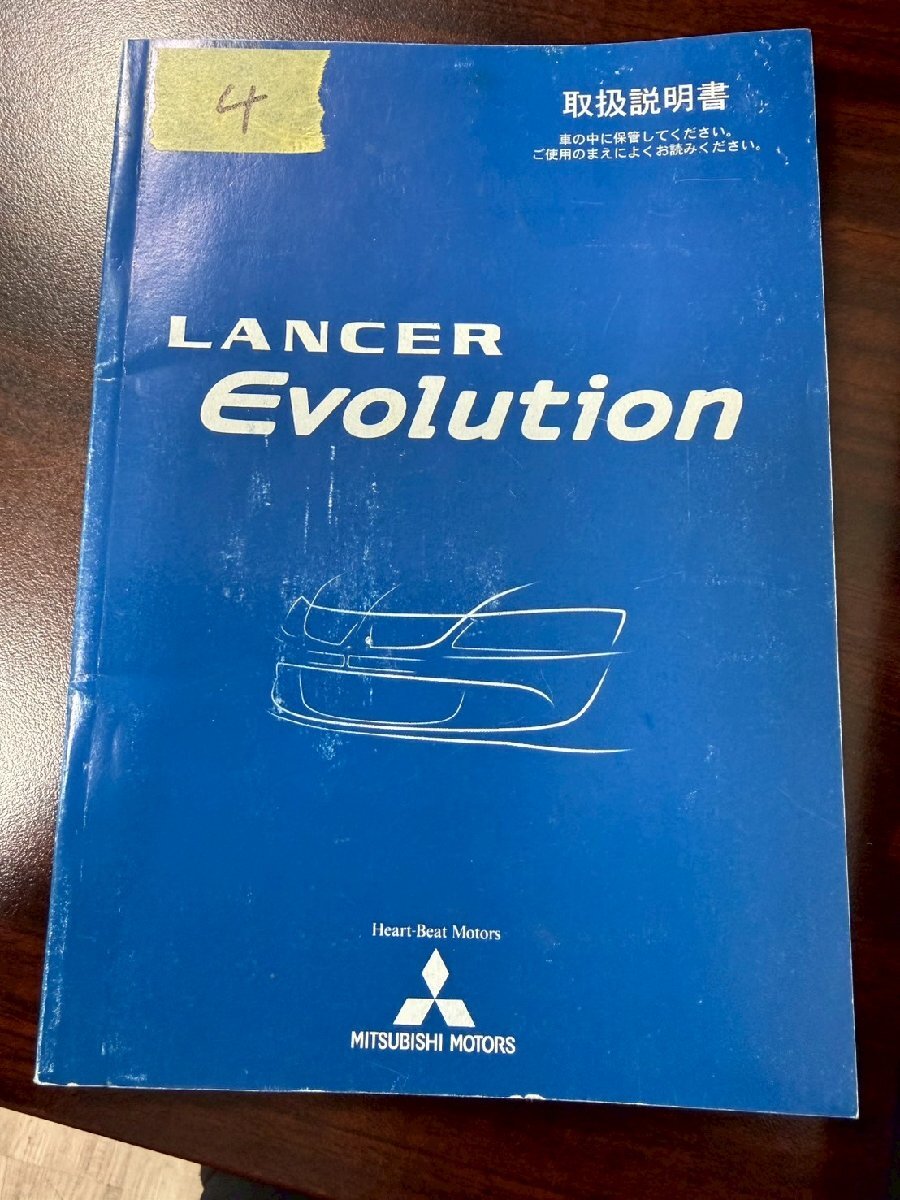 4
取扱説明書
車の中に保管してください。
ご使用のまえによくお読みください。
LANCER
Evolution
Heart-Beat Motors
MITSUBISHI MOTORS